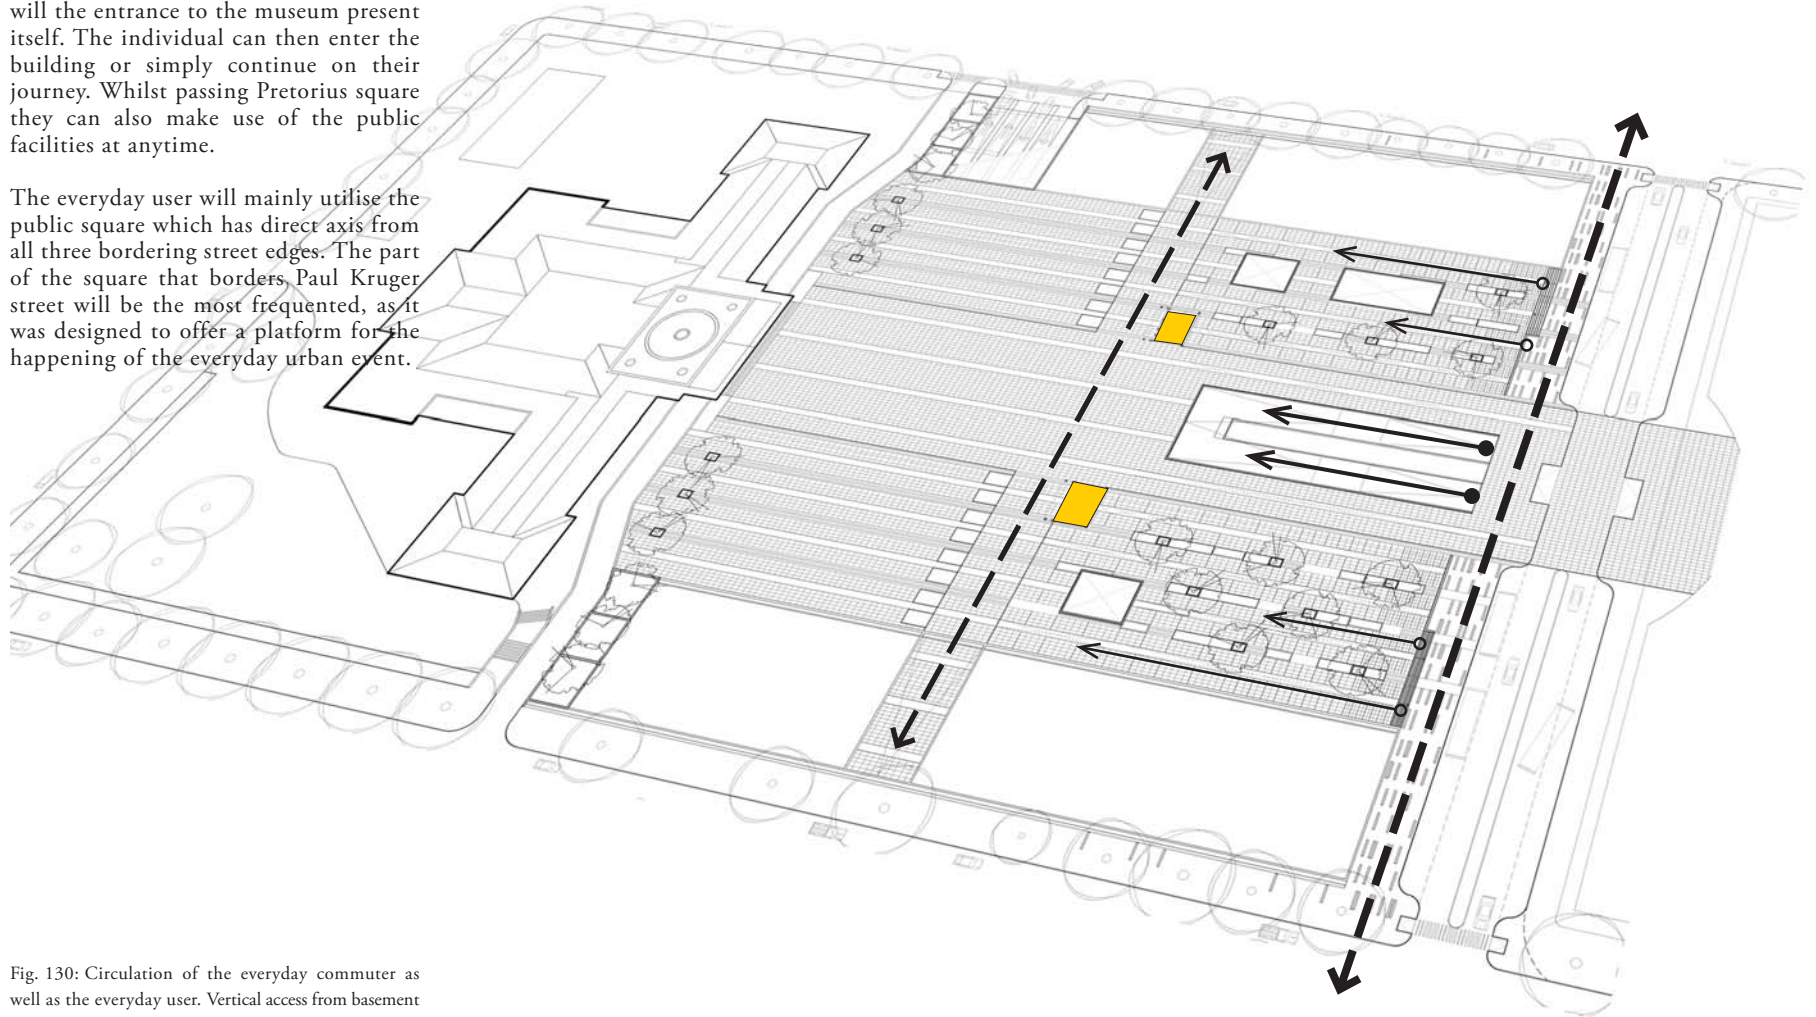 will the entrance to the museum present
itself. The individual can then enter the
building or simply continue on their
journey. Whilst passing Pretorius square
they can also make use of the public
facilities at anytime.
The everyday user will mainly utilise the
public square which has direct axis from
all three bordering street edges. The part
of the square that borders Paul Kruger
street will be the most frequented, as it
was designed to offer a platform for the
happening of the everyday urban event.
Fig. 130: Circulation of the everyday commuter as
well as the everyday user. Vertical access from basement